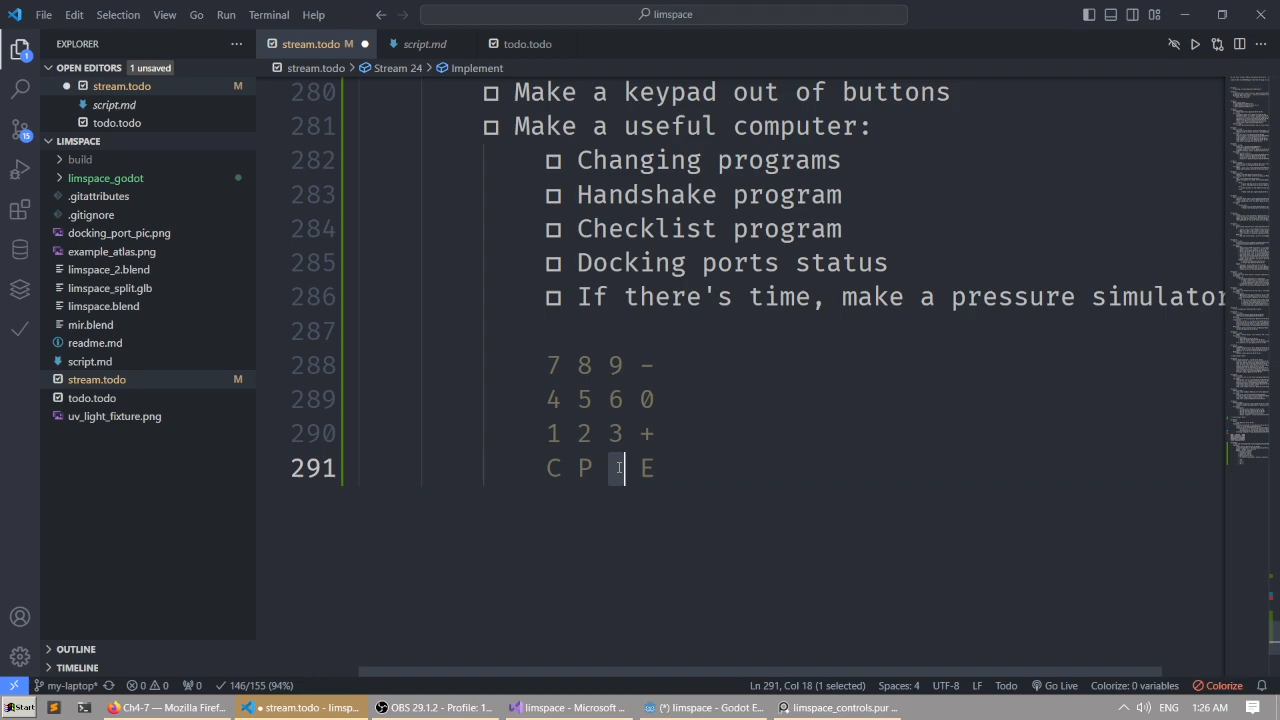 File Edit Selection View Go Run Terminal Help
limspace
EXPLORER
stream.todo M
script.md
todo.todo
OPEN EDITORS 1 unsaved
stream.todo > Stream 24 > Implement
stream.todo M
script.md
todo.todo
LIMSPACE
build
limspace_godot
.gitattributes
.gitignore
docking_port_pic.png
example_atlas.png
limspace_2.blend
limspace_split.glb
limspace.blend
mir.blend
readme.md
script.md
stream.todo M
todo.todo
uv_light_fixture.png
OUTLINE
TIMELINE
1
15
280 Make a keypad out of buttons
281 Make a useful computer:
282 Changing programs
283 Handshake program
284 Checklist program
285 Docking ports status
286 If there's time, make a pressure simulator
287
288 7 8 9 -
289 4 5 6 0
290 1 2 3 +
291 C P E
my-laptop* 0 0 0 146/155 (94%) Ln 291, Col 18 (1 selected) Spaces: 4 UTF-8 LF Todo Go Live Colorize: 0 variables Colorize
Start Ch4-7 — Mozilla Firef... stream.todo - limsp... OBS 29.1.2 - Profile: 1... limspace - Microsoft ... (*) limspace - Godot E... limspace_controls.pur ... 1:26 AM